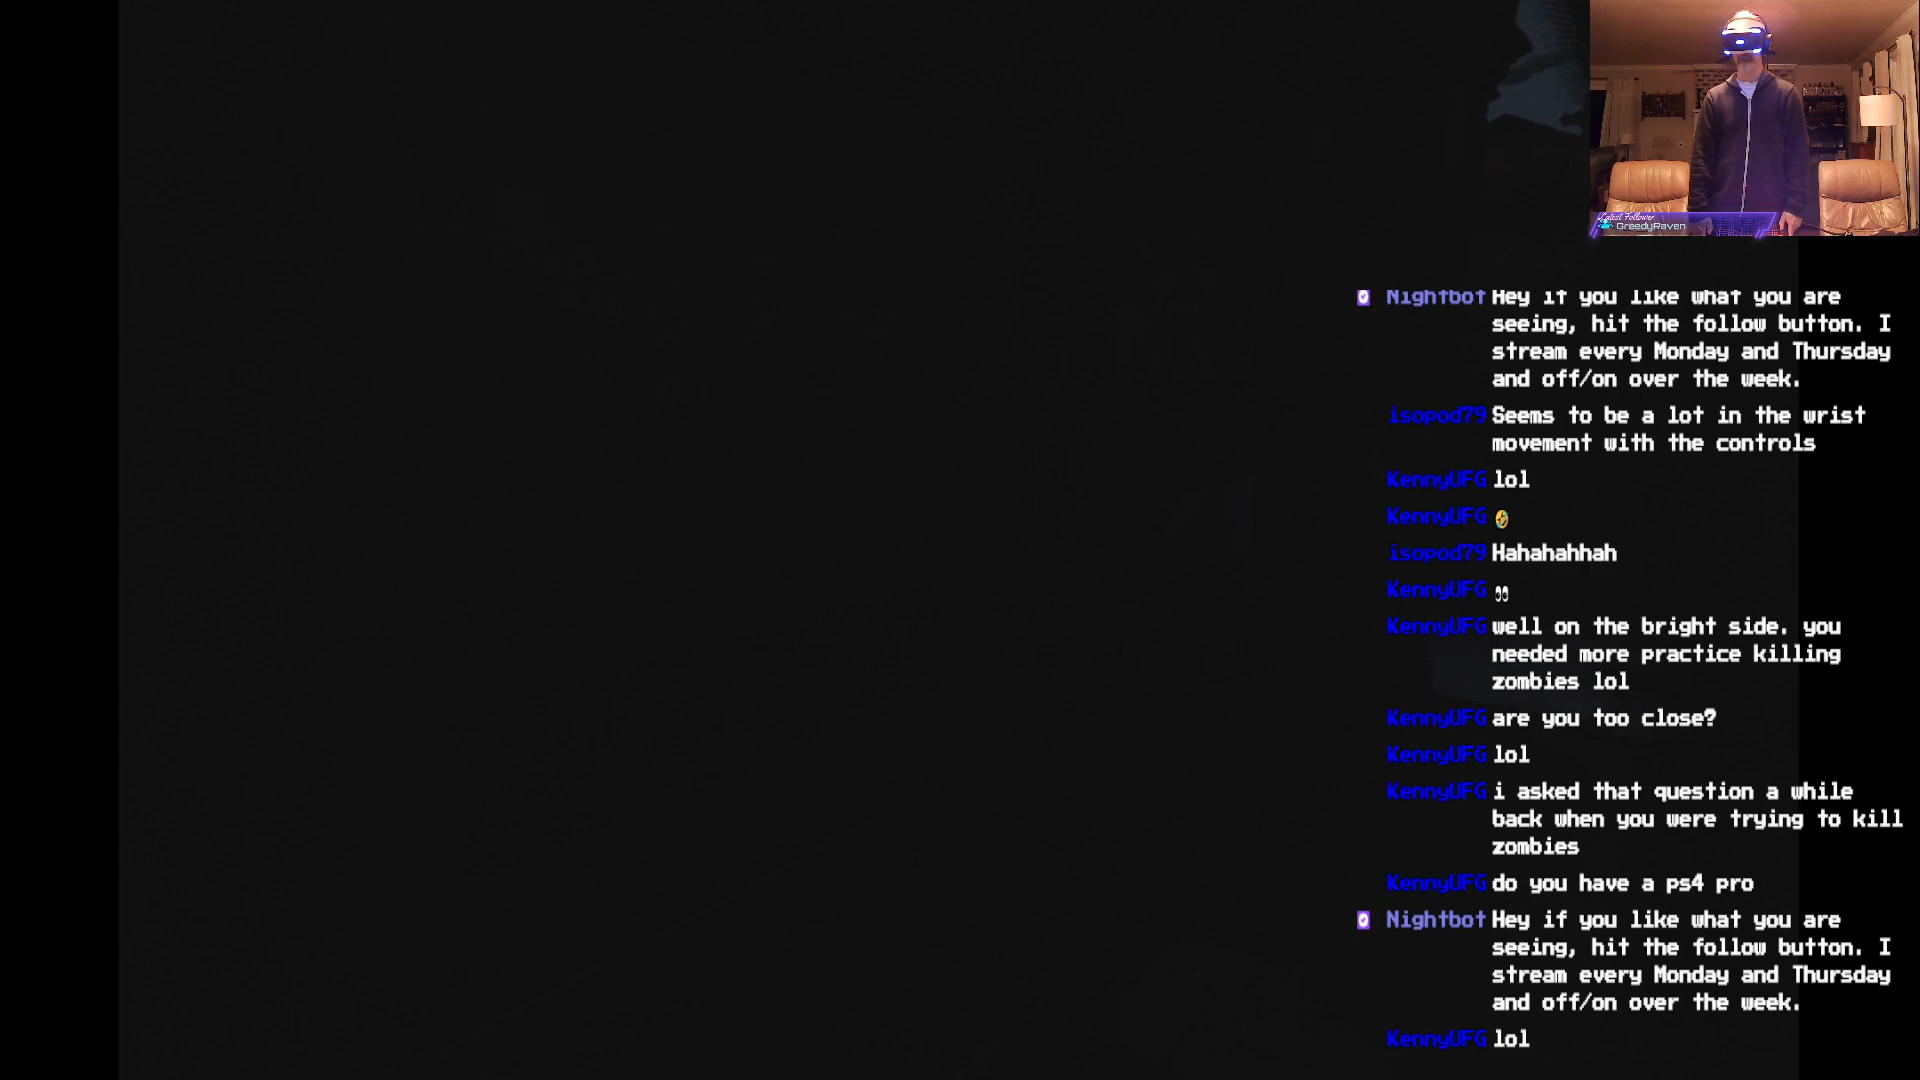 Latest Follower
GreedyRaven
Nightbot Hey if you like what you are
seeing, hit the follow button. I
stream every Monday and Thursday
and off/on over the week.
isopod79 Seems to be a lot in the wrist
movement with the controls
KennyUFG lol
KennyUFG 🤣
isopod79 Hahahahhah
KennyUFG 👀
KennyUFG well on the bright side. you
needed more practice killing
zombies lol
KennyUFG are you too close?
KennyUFG lol
KennyUFG i asked that question a while
back when you were trying to kill
zombies
KennyUFG do you have a ps4 pro
Nightbot Hey if you like what you are
seeing, hit the follow button. I
stream every Monday and Thursday
and off/on over the week.
KennyUFG lol